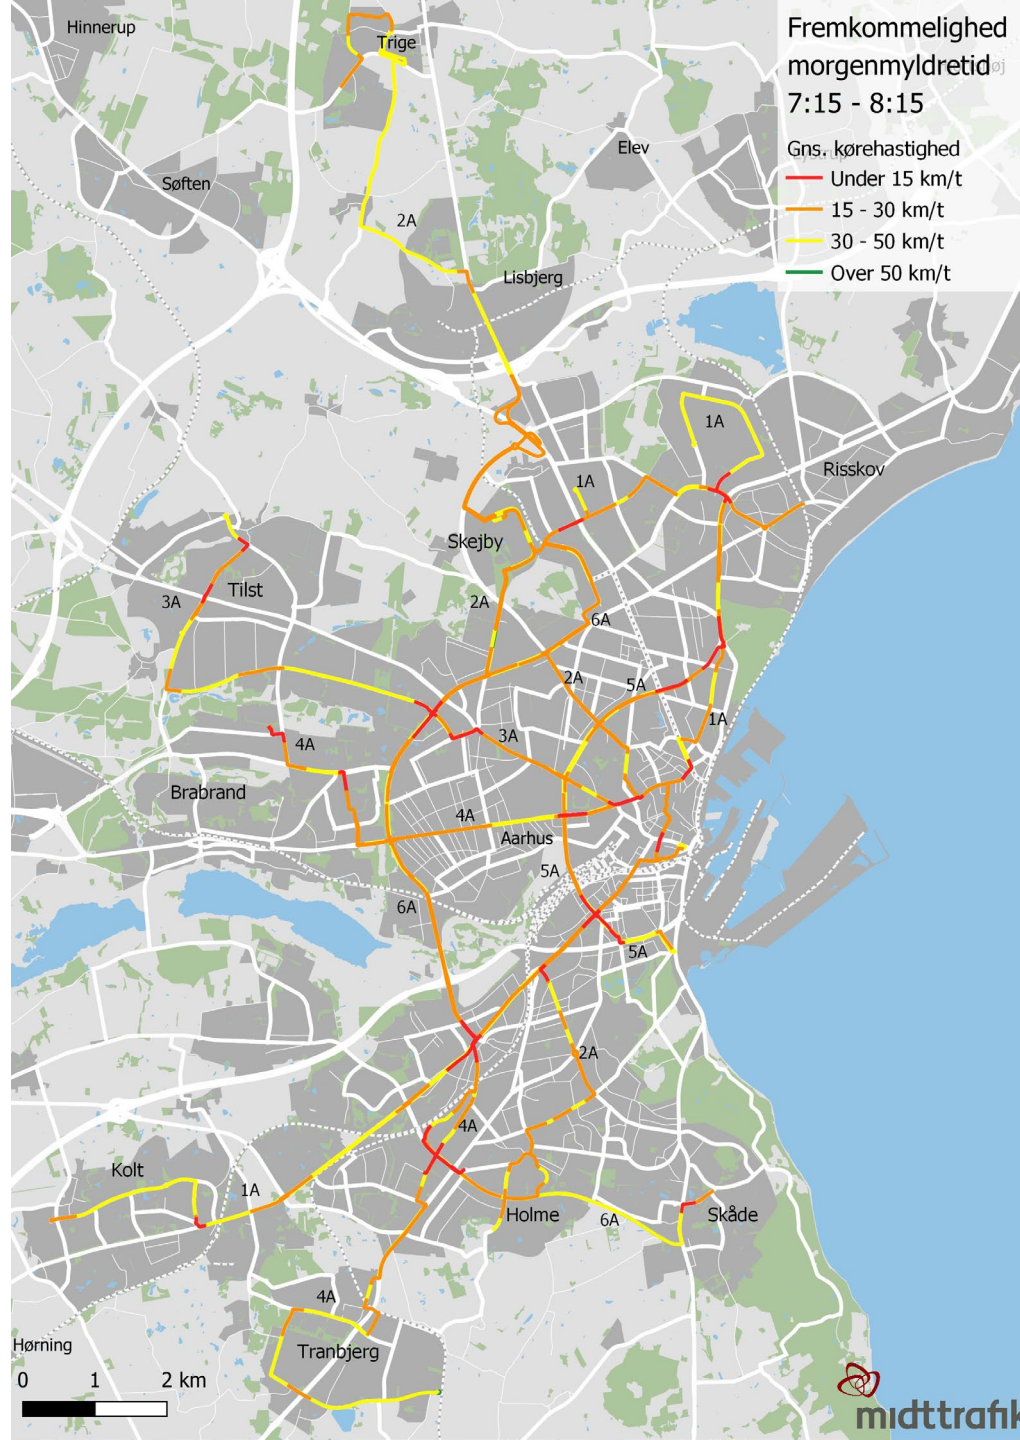 Fremkommelighed
morgenmyldretid
7:15 - 8:15
Gns. kørehastighed
Under 15 km/t
15 - 30 km/t
30 - 50 km/t
Over 50 km/t
Hinnerup
Trige
Elev
Søften
2A
Lisbjerg
1A
Risskov
1A
Skejby
Tilst
3A
2A
6A
2A
5A
1A
3A
4A
Brabrand
4A
Aarhus
5A
6A
5A
2A
4A
Kolt
1A
Holme
6A
Skåde
4A
Hørning
Tranbjerg
0 1 2 km
midttrafik